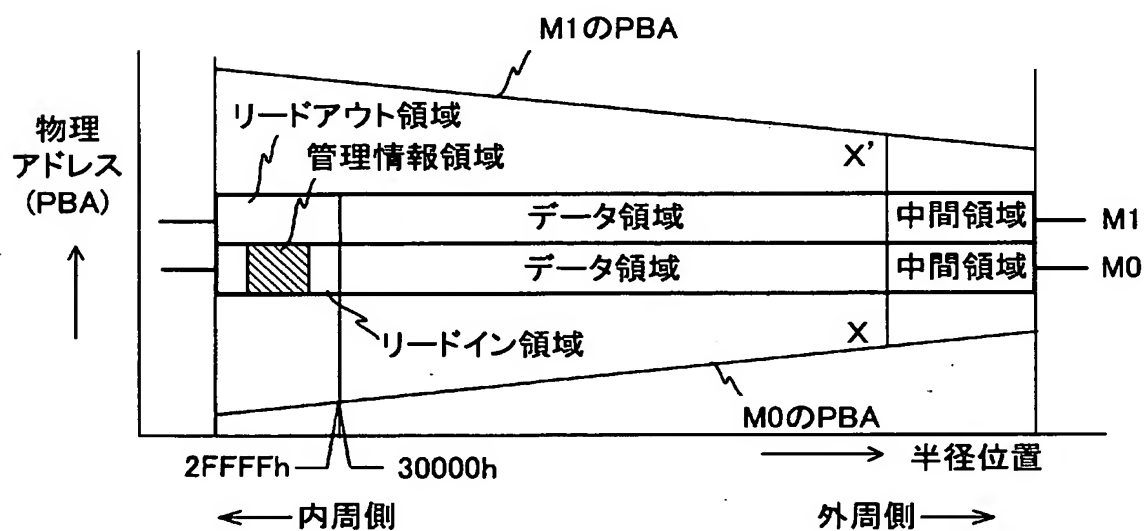 M1のPBA
物理
アドレス
(PBA)
リードアウト領域
管理情報領域
X'
データ領域
中間領域
M1
データ領域
中間領域
M0
リードイン領域
X
M0のPBA
2FFFFh
30000h
半径位置
内周側
外周側